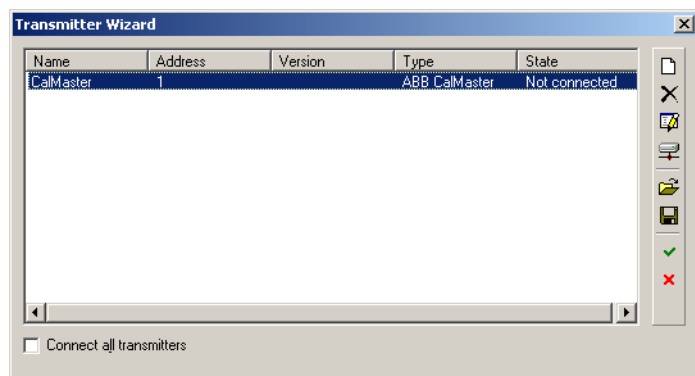 Transmitter Wizard
Name Address Version Type State
CalMaster 1 ABB CalMaster Not connected
Connect all transmitters